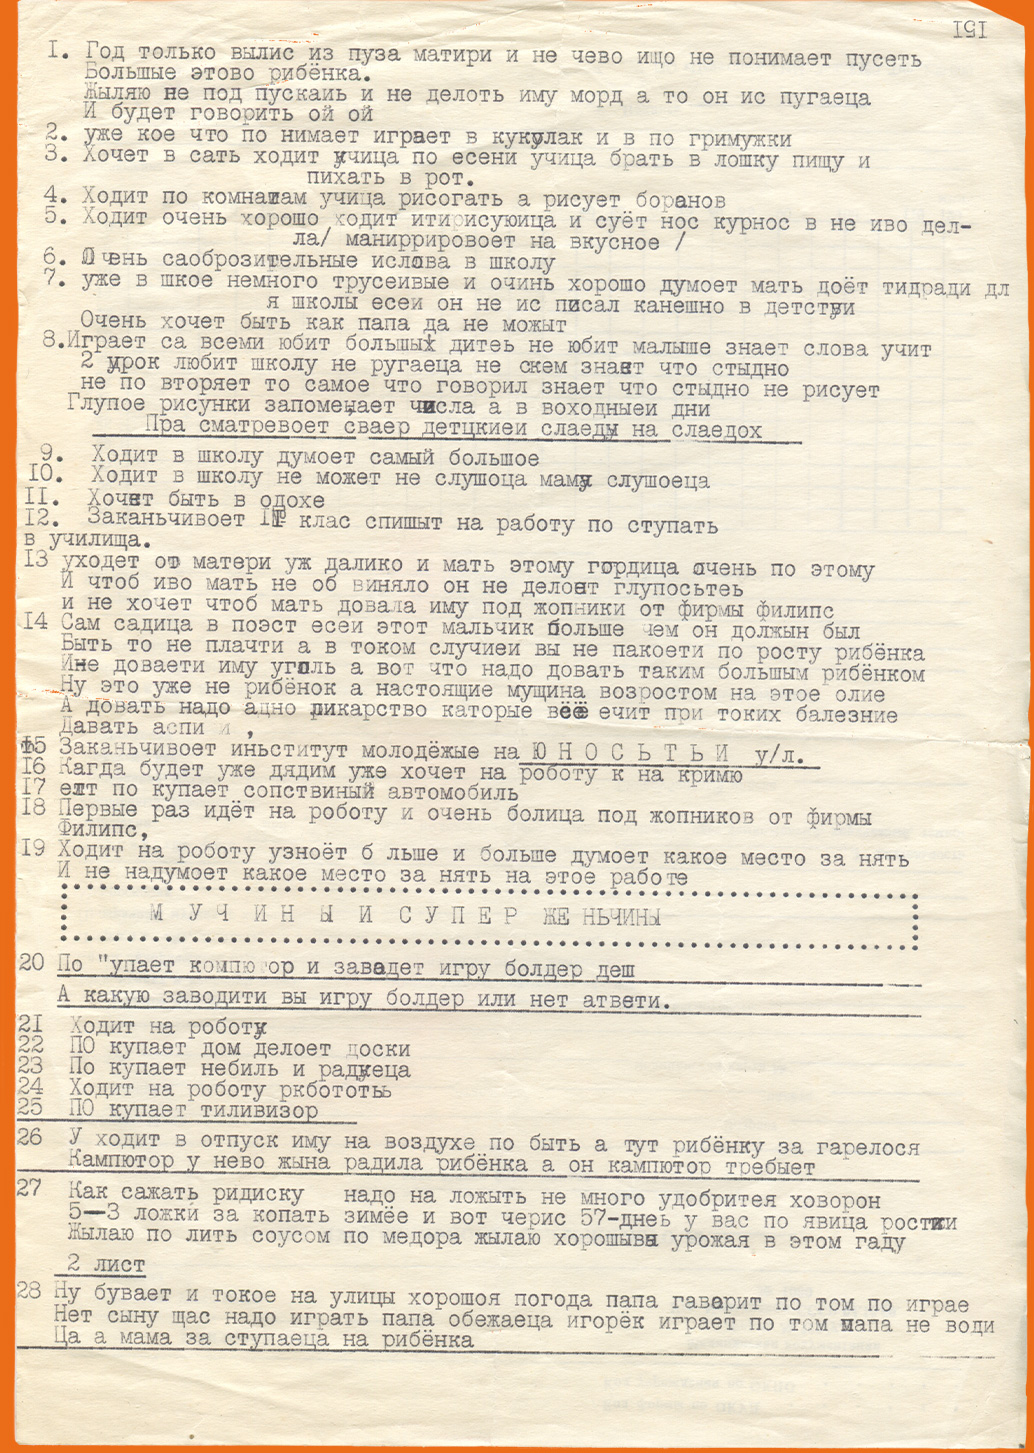 151
1. Год только вылис из пуза матири и не чево ищо не понимает пусеть
Большые этово рибёнка.
Жыляю не под пускаиь и не делоть иму морд а то он ис пугаеца
И будет говорить ой ой
2. уже кое что по нимает играет в кукулак и в по гримужки
3. Хочет в сать ходит учица по есени учица брать в лошку пищу и
пихать в рот.
4. Ходит по комнатам учица рисогать а рисует боранов
5. Ходит очень хорошо ходит итирисуюица и суёт нос курнос в не иво дел-
ла/ маниррировоет на вкусное /
6. Очень саоброзительные ислова в школу
7. уже в шкое немного трусеивые и очинь хорошо думоет мать доёт тидради дл
я школы есеи он не ис писал канешно в детстуи
Очень хочет быть как папа да не можыт
8.Играет са всеми юбит большых дитеь не юбит малыше знает слова учит
2 урок любит школу не ругаеца не скем знает что стыдно
не по вторяет то самое что говорил знает что стыдно не рисует
Глупое рисунки запоменает числа а в воходныеи дни
Пра сматревоет сваер детцкиеи слаеды на слаедох
9. Ходит в школу думоет самый большое
10. Ходит в школу не может не слушоца маму слушоеца
11. Хочет быть в одохе
12. Заканьчивоет клас спишыт на работу по ступать
в училища.
13 уходет от матери уж далико и мать этому гордица очень по этому
И чтоб иво мать не об виняло он не делоет глупосьтеь
и не хочет чтоб мать довала иму под жопники от фирмы филипс
14 Сам садица в поэст есеи этот мальчик больше чем он должын был
Быть то не плачти а в током случиеи вы не пакоети по росту рибёнка
Ине доваети иму уголь а вот что надо довать таким большым рибёнком
Ну это уже не рибёнок а настоящие мущина возростом на этое олие
А довать надо адно ликарство каторые всё ечит при токих балезние
Давать аспи и ,
15 Заканьчивоет иньститут молодёжые на Ю Н О С Ь Т Ь И у/л.
16 Кагда будет уже дядим уже хочет на роботу к на кримю
17 елт по купает сопствиный автомобиль
18 Первые раз идёт на роботу и очень болица под жопников от фирмы
Филипс,
19 Ходит на роботу узноёт б льше и больше думоет какое место за нять
И не надумоет какое место за нять на этое работе
М У Ч И Н Ы И С У П Е Р ЖЕ НЬЧИНЫ
20 По "упает компютор и заводет игру болдер деш
А какую заводити вы игру болдер или нет атвети.
21 Ходит на роботу
22 ПО купает дом делоет доски
23 По купает небиль и радуеца
24 Ходит на роботу ркбототь
25 ПО купает тиливизор
26 У ходит в отпуск иму на воздухе по быть а тут рибёнку за гарелося
Кампютор у нево жына радила рибёнка а он кампютор требыет
27 Как сажать ридиску надо на ложыть не много удобритея ховорон
5-3 ложки за копать зимёе и вот черис 57-днеь у вас по явица ростки
Жылаю по лить соусом по медора жылаю хорошыва урожая в этом гаду
2 лист
28 Ну бувает и токое на улицы хорошоя погода папа гаварит по том по играе
Нет сыну щас надо играть папа обежаеца игорёк играет по том папа не води
Ца а мама за ступаеца на рибёнка